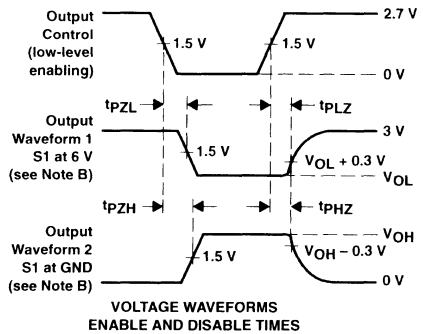 Output
Control
(low-level
enabling)
1.5 V
1.5 V
2.7 V
0 V
tPZL
tPLZ
Output
Waveform 1
S1 at 6 V
(see Note B)
1.5 V
3 V
VOL + 0.3 V
VOL
tPZH
tPHZ
Output
Waveform 2
S1 at GND
(see Note B)
1.5 V
VOH
VOH – 0.3 V
0 V
VOLTAGE WAVEFORMS
ENABLE AND DISABLE TIMES